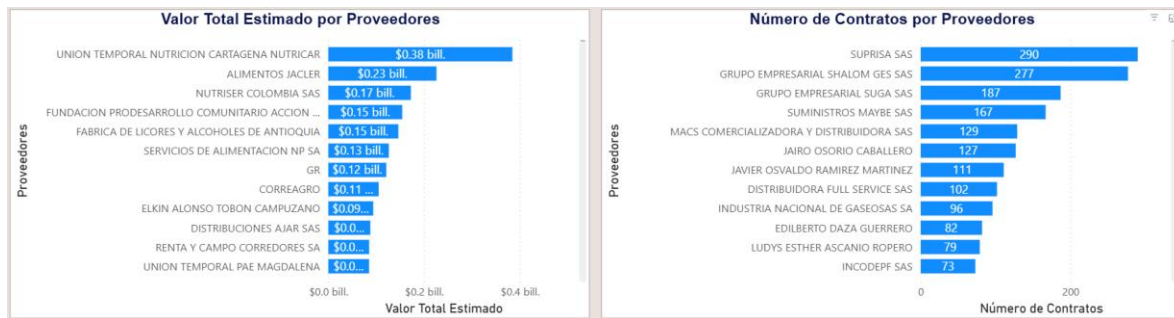 Valor Total Estimado por Proveedores
Proveedores
UNION TEMPORAL NUTRICION CARTAGENA NUTRICAR $0.38 bill.
ALIMENTOS JACLER $0.23 bill.
NUTRISER COLOMBIA SAS $0.17 bill.
FUNDACION PRODESARROLLO COMUNITARIO ACCION ... $0.15 bill.
FABRICA DE LICORES Y ALCOHOLES DE ANTIOQUIA $0.15 bill.
SERVICIOS DE ALIMENTACION NP SA $0.13 bill.
GR $0.12 bill.
CORREAGRO $0.11 ...
ELKIN ALONSO TOBON CAMPUZANO $0.09...
DISTRIBUCIONES AJAR SAS $0.0...
RENTA Y CAMPO CORREDORES SA $0.0...
UNION TEMPORAL PAE MAGDALENA $0.0...
$0.0 bill. $0.2 bill. $0.4 bill.
Valor Total Estimado
Número de Contratos por Proveedores
Proveedores
SUPRISA SAS 290
GRUPO EMPRESARIAL SHALOM GES SAS 277
GRUPO EMPRESARIAL SUGA SAS 187
SUMINISTROS MAYBE SAS 167
MACS COMERCIALIZADORA Y DISTRIBUIDORA SAS 129
JAIRO OSORIO CABALLERO 127
JAVIER OSVALDO RAMIREZ MARTINEZ 111
DISTRIBUIDORA FULL SERVICE SAS 102
INDUSTRIA NACIONAL DE GASEOSAS SA 96
EDILBERTO DAZA GUERRERO 82
LUDYS ESTHER ASCANIO ROPERO 79
INCODEPF SAS 73
0 200
Número de Contratos